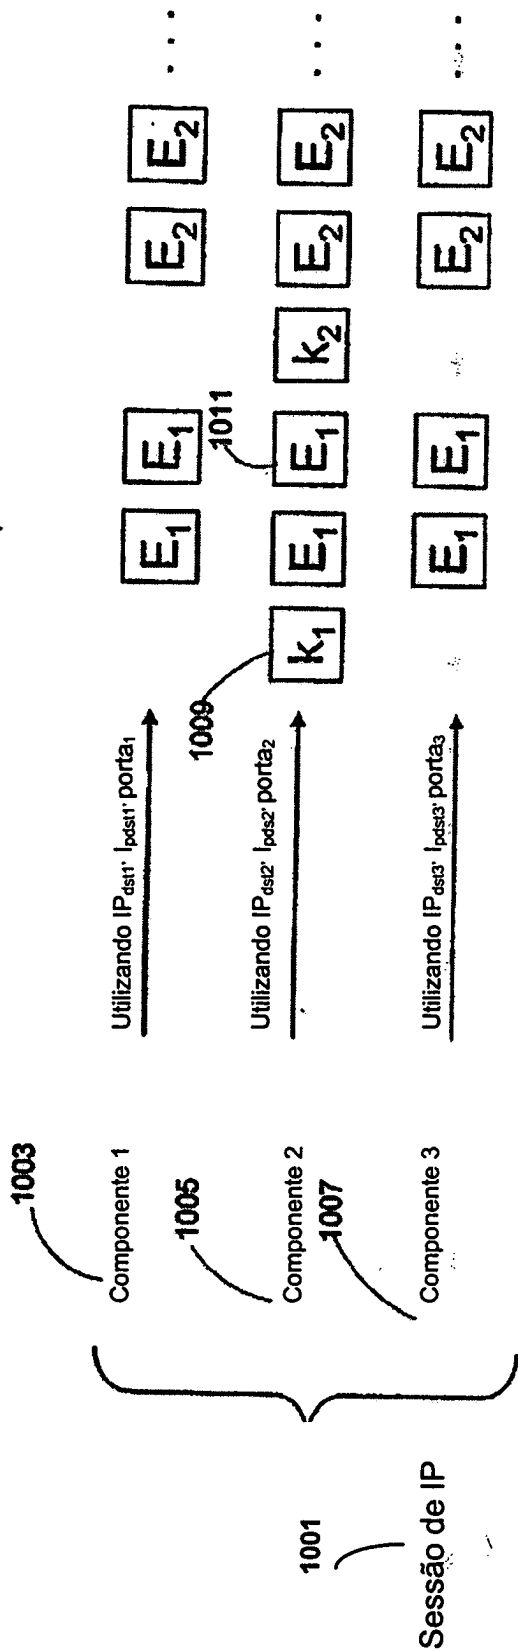 1001
Sessão de IP
1003
Componente 1
Utilizando IPdst1, Ipdst1, porta1
E1 E1 E2 E2 ...
1005
Componente 2
Utilizando IPdst2, Ipds2, porta2
1009
k1 E1 E1 k2 E2 E2 ...
1011
1007
Componente 3
Utilizando IPdst3, Ipdst3, porta3
E1 E1 E2 E2 ...